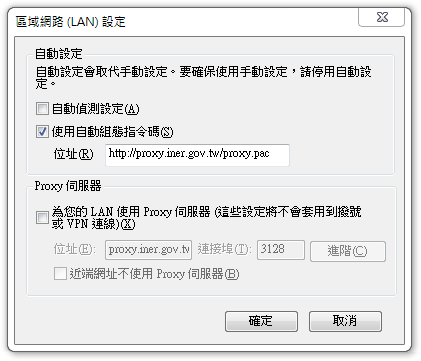 區域網路 (LAN) 設定
自動設定
自動設定會取代手動設定。要確保使用手動設定，請停用自動設
定。
自動偵測設定(A)
使用自動組態指令碼(S)
位址(R) http://proxy.iner.gov.tw/proxy.pac
Proxy 伺服器
為您的 LAN 使用 Proxy 伺服器 (這些設定將不會套用到撥號
或 VPN 連線)(X)
位址(E): proxy.iner.gov.tw 連接埠(T): 3128 進階(C)
近端網址不使用 Proxy 伺服器(B)
確定 取消